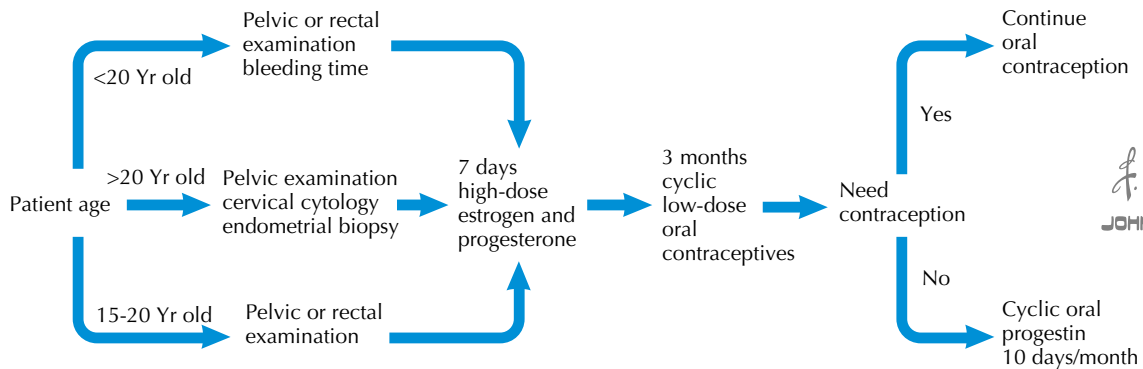 Patient age
<20 Yr old
Pelvic or rectal
examination
bleeding time
>20 Yr old
Pelvic examination
cervical cytology
endometrial biopsy
15-20 Yr old
Pelvic or rectal
examination
7 days
high-dose
estrogen and
progesterone
3 months
cyclic
low-dose
oral
contraceptives
Need
contraception
Yes
Continue
oral
contraception
No
Cyclic oral
progestin
10 days/month
JOHN